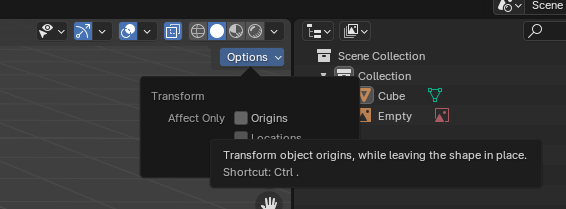 Scene
Options
Scene Collection
Collection
Transform
Cube
Affect Only Origins
Empty
Locations
Transform object origins, while leaving the shape in place.
Shortcut: Ctrl .